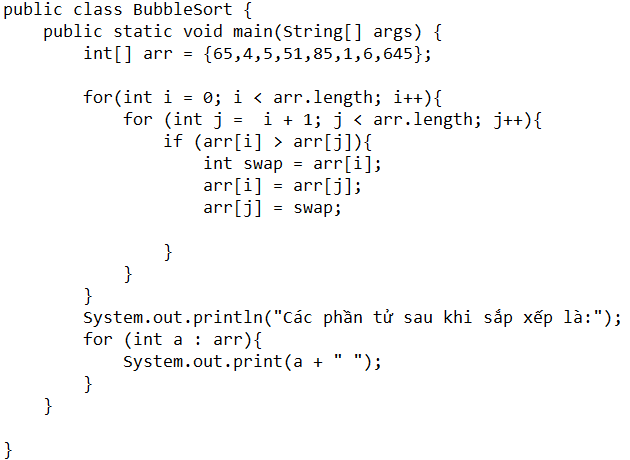 public class BubbleSort {
    public static void main(String[] args) {
        int[] arr = {65,4,5,51,85,1,6,645};
        for(int i = 0; i < arr.length; i++){
            for (int j =  i + 1; j < arr.length; j++){
                if (arr[i] > arr[j]){
                    int swap = arr[i];
                    arr[i] = arr[j];
                    arr[j] = swap;
                }
            }
        }
        System.out.println("Các phần tử sau khi sắp xếp là:");
        for (int a : arr){
            System.out.print(a + " ");
        }
    }
}